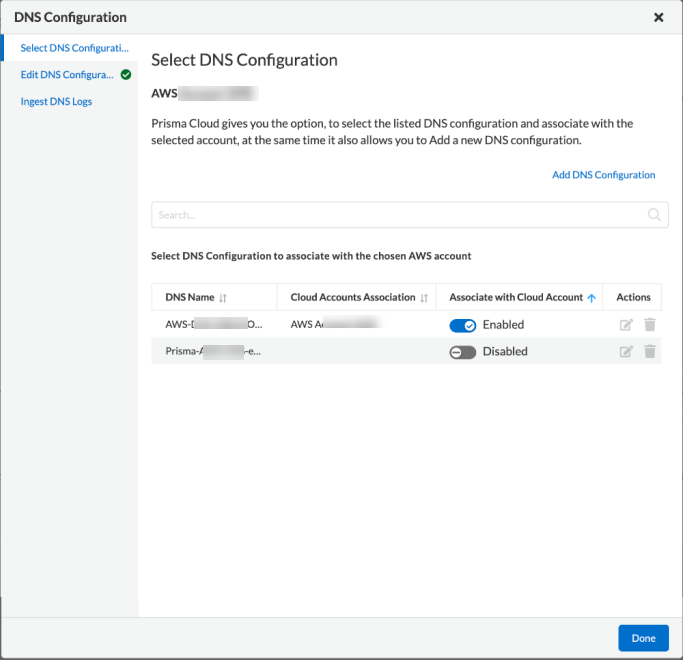 DNS Configuration
Select DNS Configurati...
Edit DNS Configura...
Ingest DNS Logs
Select DNS Configuration
AWS
Prisma Cloud gives you the option, to select the listed DNS configuration and associate with the
selected account, at the same time it also allows you to Add a new DNS configuration.
Add DNS Configuration
Search...
Select DNS Configuration to associate with the chosen AWS account
DNS Name Cloud Accounts Association Associate with Cloud Account Actions
AWS- O... AWS Enabled
Prisma- -e... Disabled
Done